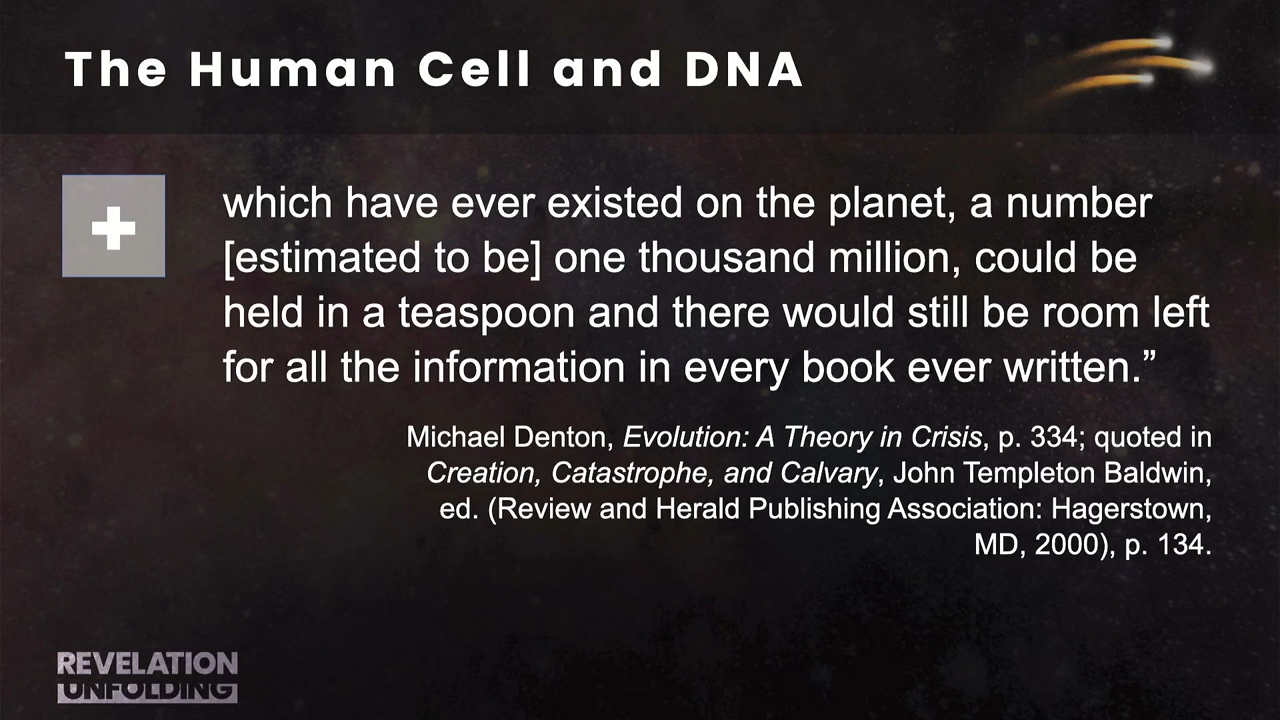 The Human Cell and DNA
which have ever existed on the planet, a number
[estimated to be] one thousand million, could be
held in a teaspoon and there would still be room left
for all the information in every book ever written.”
Michael Denton, Evolution: A Theory in Crisis, p. 334; quoted in
Creation, Catastrophe, and Calvary, John Templeton Baldwin,
ed. (Review and Herald Publishing Association: Hagerstown,
MD, 2000), p. 134.
REVELATION
UNFOLDING